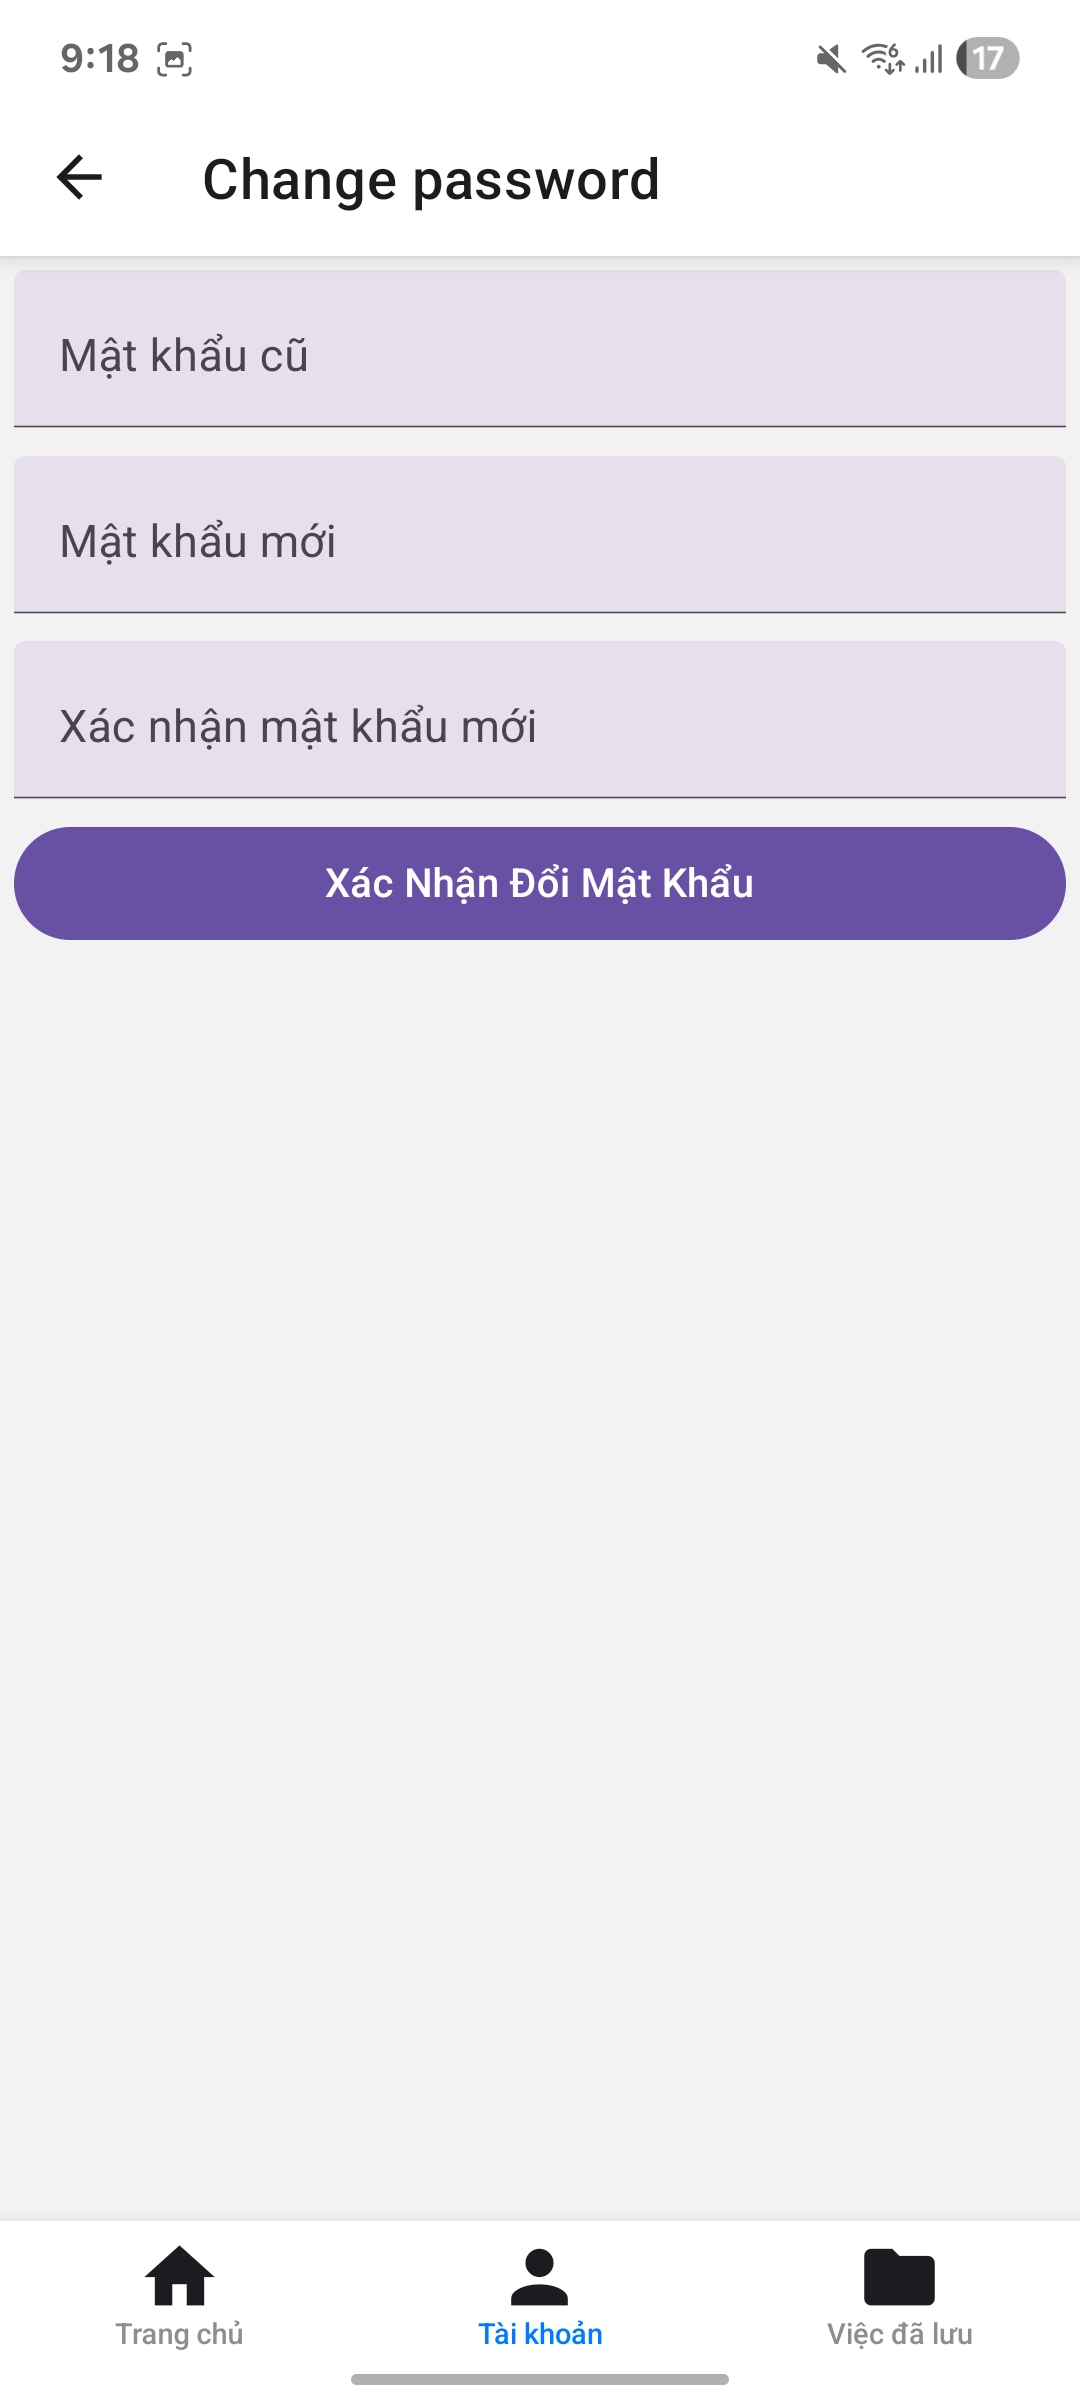 9:18
6
17
Change password
Mật khẩu cũ
Mật khẩu mới
Xác nhận mật khẩu mới
Xác Nhận Đổi Mật Khẩu
Trang chủ
Tài khoản
Việc đã lưu